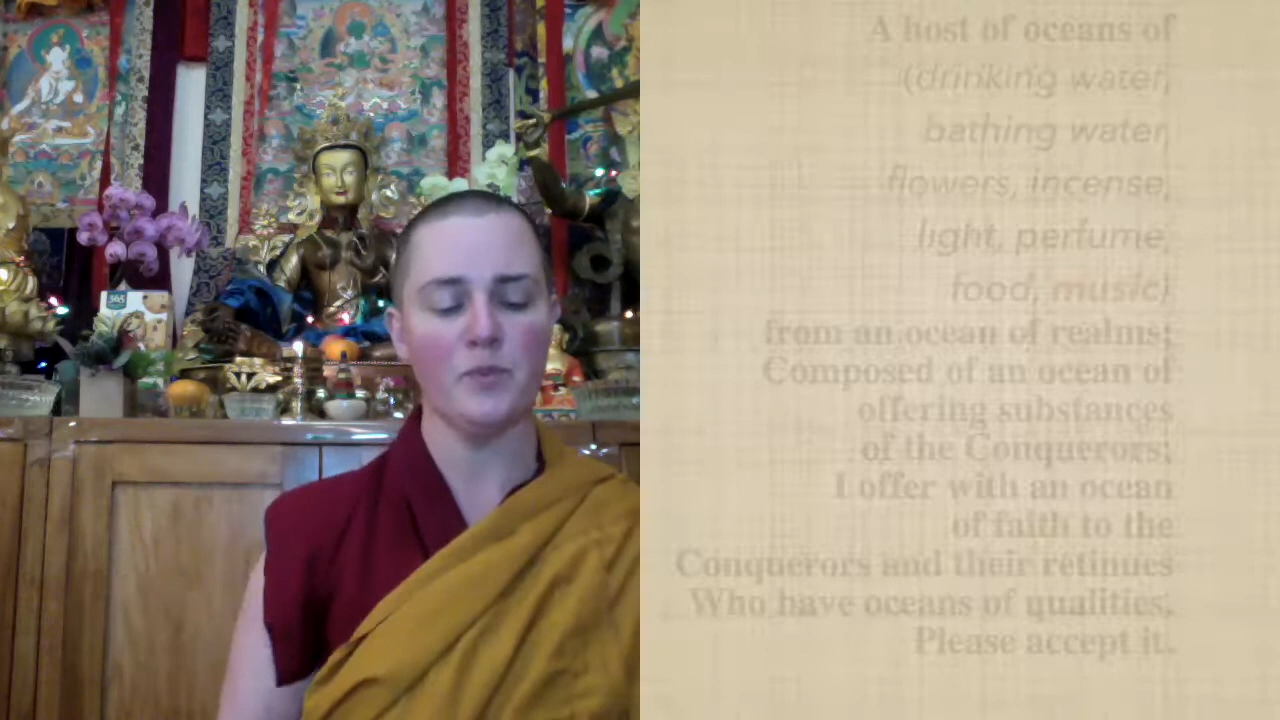 365
A host of oceans of
(drinking water,
bathing water,
flowers, incense,
light, perfume,
food, music)
from an ocean of realms;
Composed of an ocean of
offering substances
of the Conquerors;
I offer with an ocean
of faith to the
Conquerors and their retinues
Who have oceans of qualities.
Please accept it.